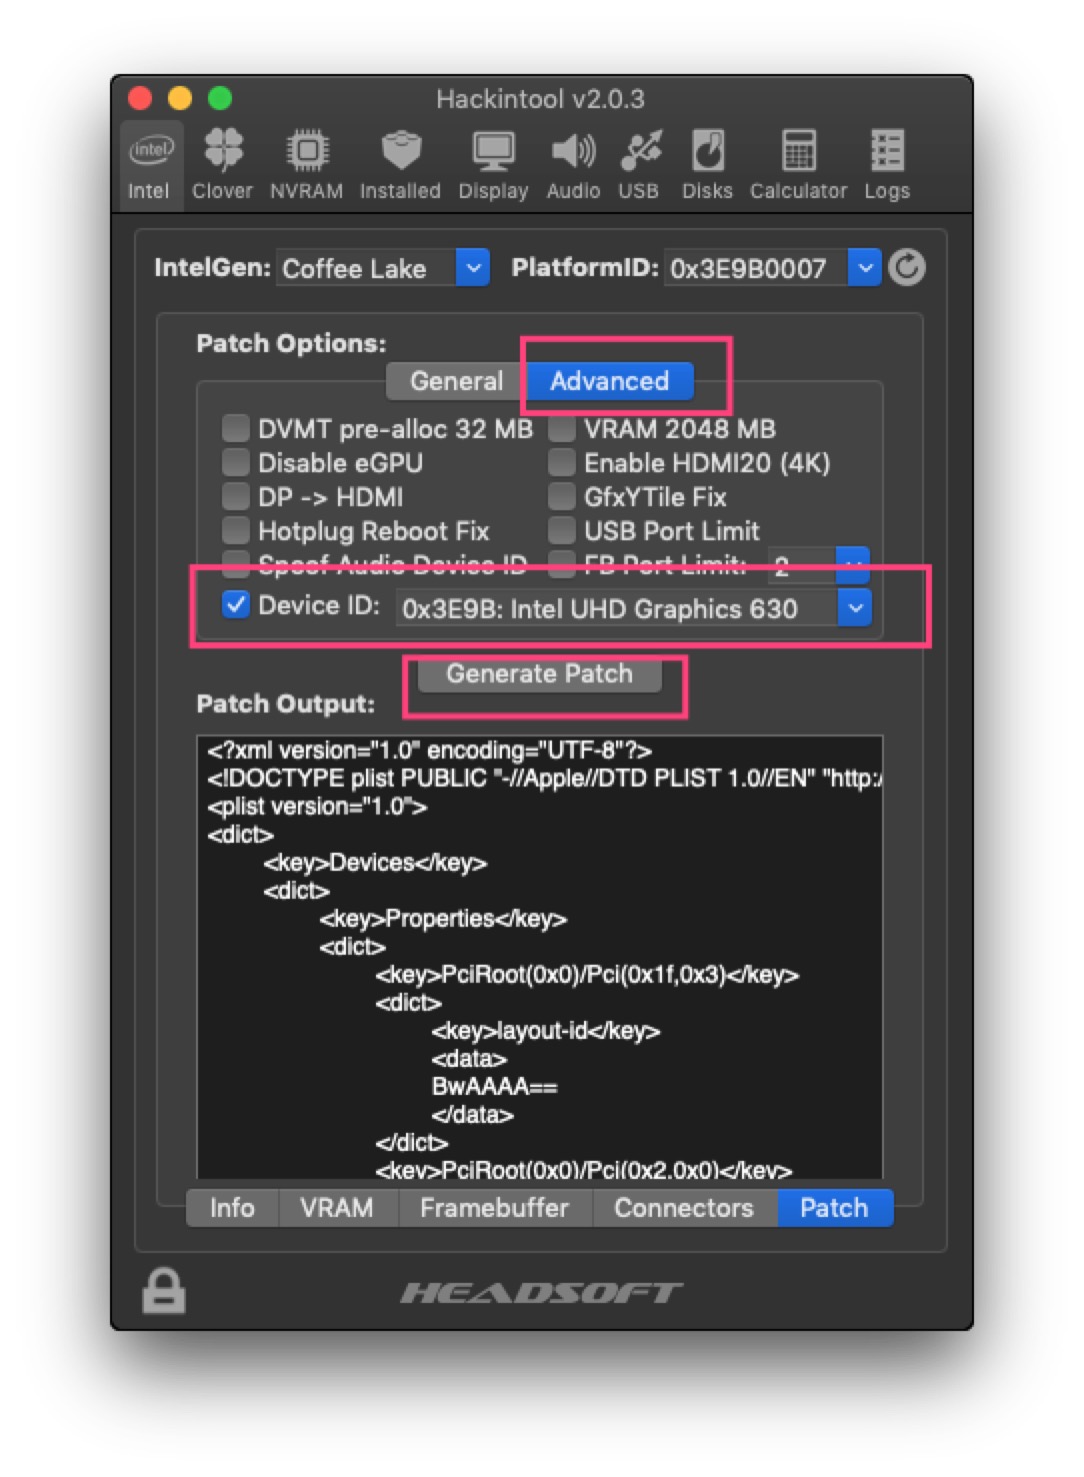 Hackintool v2.0.3
intel
Intel Clover NVRAM Installed Display Audio USB Disks Calculator Logs
IntelGen: Coffee Lake PlatformID: 0x3E9B0007
Patch Options:
General Advanced
DVMT pre-alloc 32 MB VRAM 2048 MB
Disable eGPU Enable HDMI20 (4K)
DP -> HDMI GfxYTile Fix
Hotplug Reboot Fix USB Port Limit
Spoof Audio Device ID FB Port Limit: 2
Device ID: 0x3E9B: Intel UHD Graphics 630
Generate Patch
Patch Output:
<?xml version="1.0" encoding="UTF-8"?>
<!DOCTYPE plist PUBLIC "-//Apple//DTD PLIST 1.0//EN" "http:/
<plist version="1.0">
<dict>
<key>Devices</key>
<dict>
<key>Properties</key>
<dict>
<key>PciRoot(0x0)/Pci(0x1f,0x3)</key>
<dict>
<key>layout-id</key>
<data>
BwAAAA==
</data>
</dict>
<key>PciRoot(0x0)/Pci(0x2,0x0)</key>
Info VRAM Framebuffer Connectors Patch
HEADSOFT